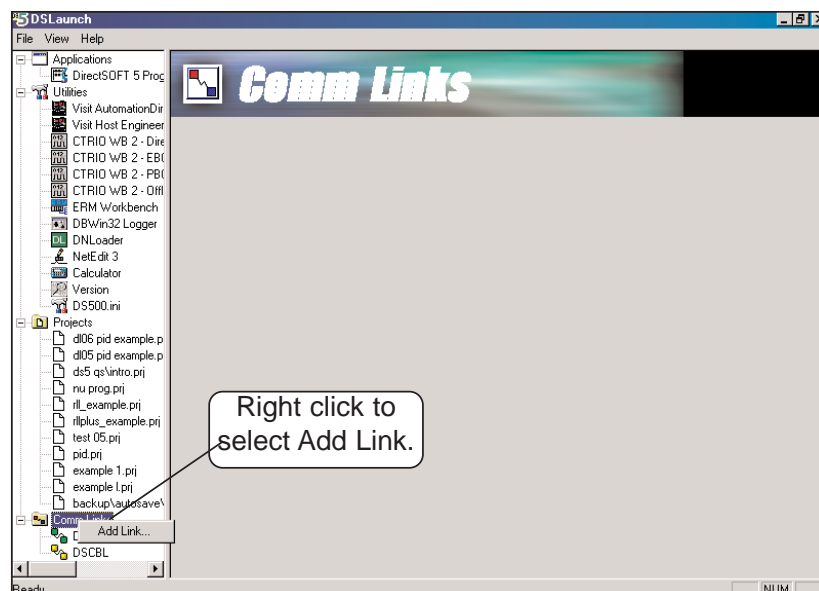 DSLaunch
File View Help
Applications
DirectSOFT 5 Prog
Utilities
Visit AutomationDir
Visit Host Engineer
CTRIO WB 2 - Dire
CTRIO WB 2 - EBC
CTRIO WB 2 - PBC
CTRIO WB 2 - Offl
ERM Workbench
DBWin32 Logger
DL DNLoader
NetEdit 3
Calculator
Version
DS500.ini
Projects
dl06 pid example.p
dl05 pid example.p
ds5 qs\intro.prj
nu prog.prj
rll_example.prj
rllplus_example.prj
test 05.prj
pid.prj
example 1.prj
example I.prj
backup\autosave\
Comm Links
Add Link...
DSCBL
Comm Links
Right click to
select Add Link.
Ready
NUM